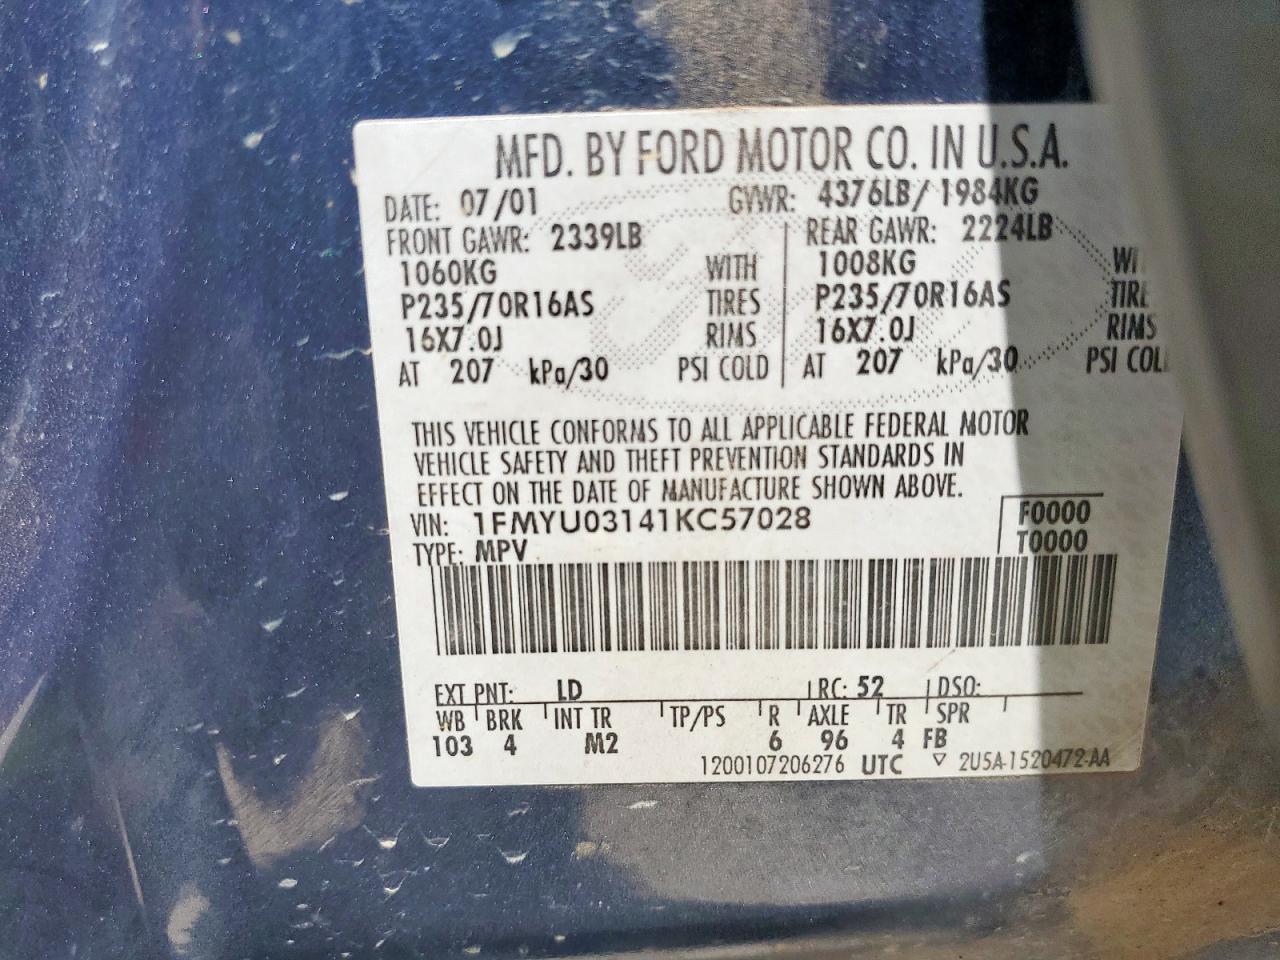 MFD. BY FORD MOTOR CO. IN U.S.A.
DATE: 07/01 GVWR: 4376LB/ 1984KG
FRONT GAWR: 2339LB REAR GAWR: 2224LB
1060KG WITH 1008KG WI
P235/70R16AS TIRES P235/70R16AS TIRE
16X7.0J RIMS 16X7.0J RIMS
AT 207 kPa/30 PSI COLD AT 207 kPa/30 PSI COL
THIS VEHICLE CONFORMS TO ALL APPLICABLE FEDERAL MOTOR
VEHICLE SAFETY AND THEFT PREVENTION STANDARDS IN
EFFECT ON THE DATE OF MANUFACTURE SHOWN ABOVE.
VIN: 1FMYU03141KC57028 F0000
TYPE: MPV T0000
EXT PNT: LD RC: 52 DSO:
WB BRK INT TR TP/PS R AXLE TR SPR
103 4 M2 6 96 4 FB
1200107206276 UTC ▽ 2U5A-1520472-AA